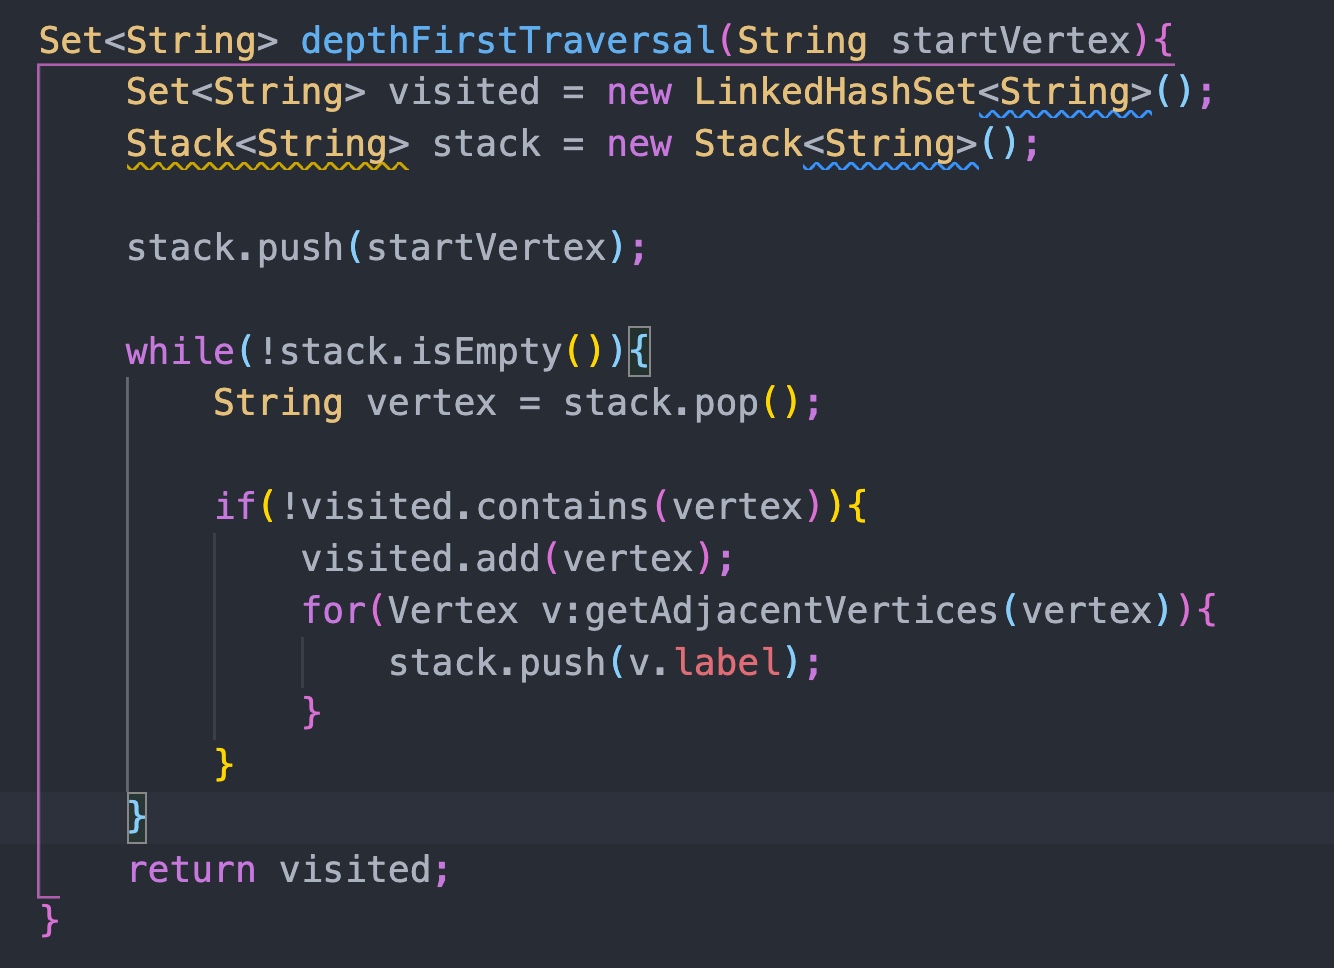 Set<String> depthFirstTraversal(String startVertex){
Set<String> visited = new LinkedHashSet<String>();
Stack<String> stack = new Stack<String>();
stack.push(startVertex);
while(!stack.isEmpty()){
String vertex = stack.pop();
if(!visited.contains(vertex)){
visited.add(vertex);
for(Vertex v:getAdjacentVertices(vertex)){
stack.push(v.label);
}
}
}
return visited;
}